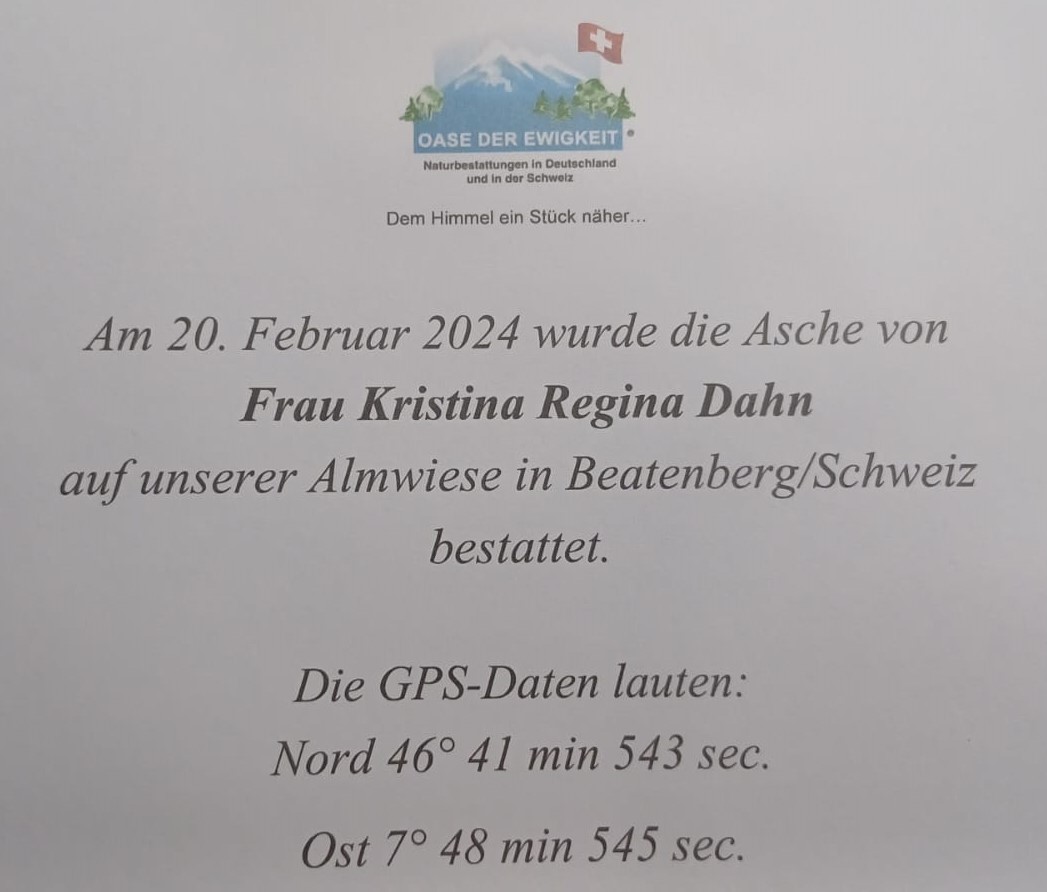 OASE DER EWIGKEIT ®
Naturbestattungen in Deutschland
und in der Schweiz
Dem Himmel ein Stück näher...
Am 20. Februar 2024 wurde die Asche von
Frau Kristina Regina Dahn
auf unserer Almwiese in Beatenberg/Schweiz
bestattet.
Die GPS-Daten lauten:
Nord 46° 41 min 543 sec.
Ost 7° 48 min 545 sec.